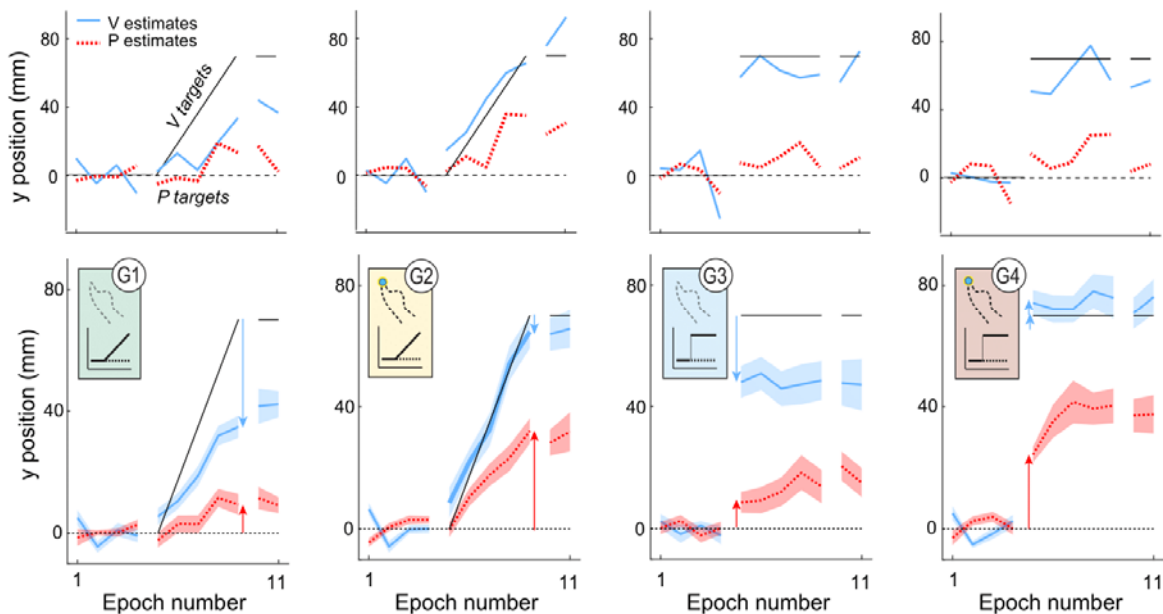 V estimates
P estimates
y position (mm)
80
40
0
V targets
P targets
80
40
0
80
40
0
80
40
0
y position (mm)
80
40
0
G1
1
11
Epoch number
80
40
0
G2
1
11
Epoch number
80
40
0
G3
1
11
Epoch number
80
40
0
G4
1
11
Epoch number